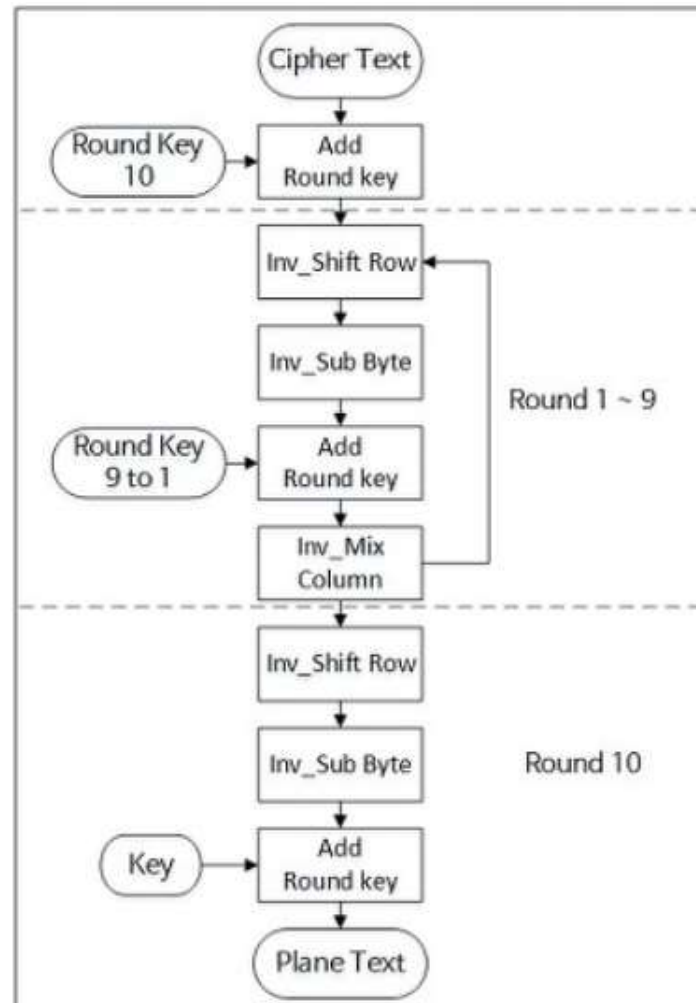 Cipher Text
Round Key
10
Add
Round key
Inv_Shift Row
Inv_Sub Byte
Round 1 ~ 9
Round Key
9 to 1
Add
Round key
Inv_Mix
Column
Inv_Shift Row
Inv_Sub Byte
Round 10
Key
Add
Round key
Plane Text